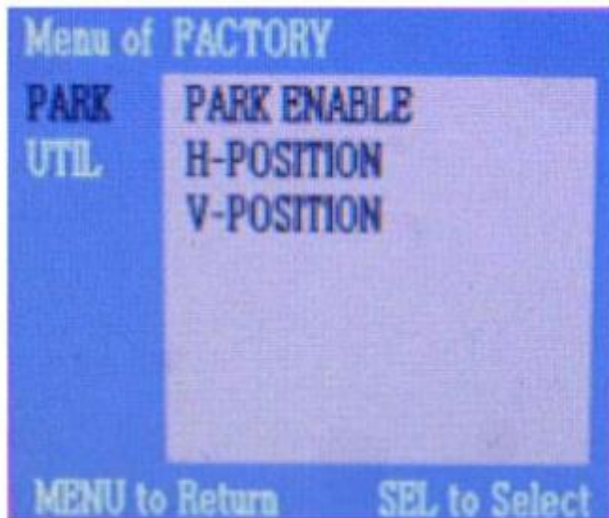 Menu of FACTORY
PARK PARK ENABLE
UTIL H-POSITION
V-POSITION
MENU to Return SEL to Select